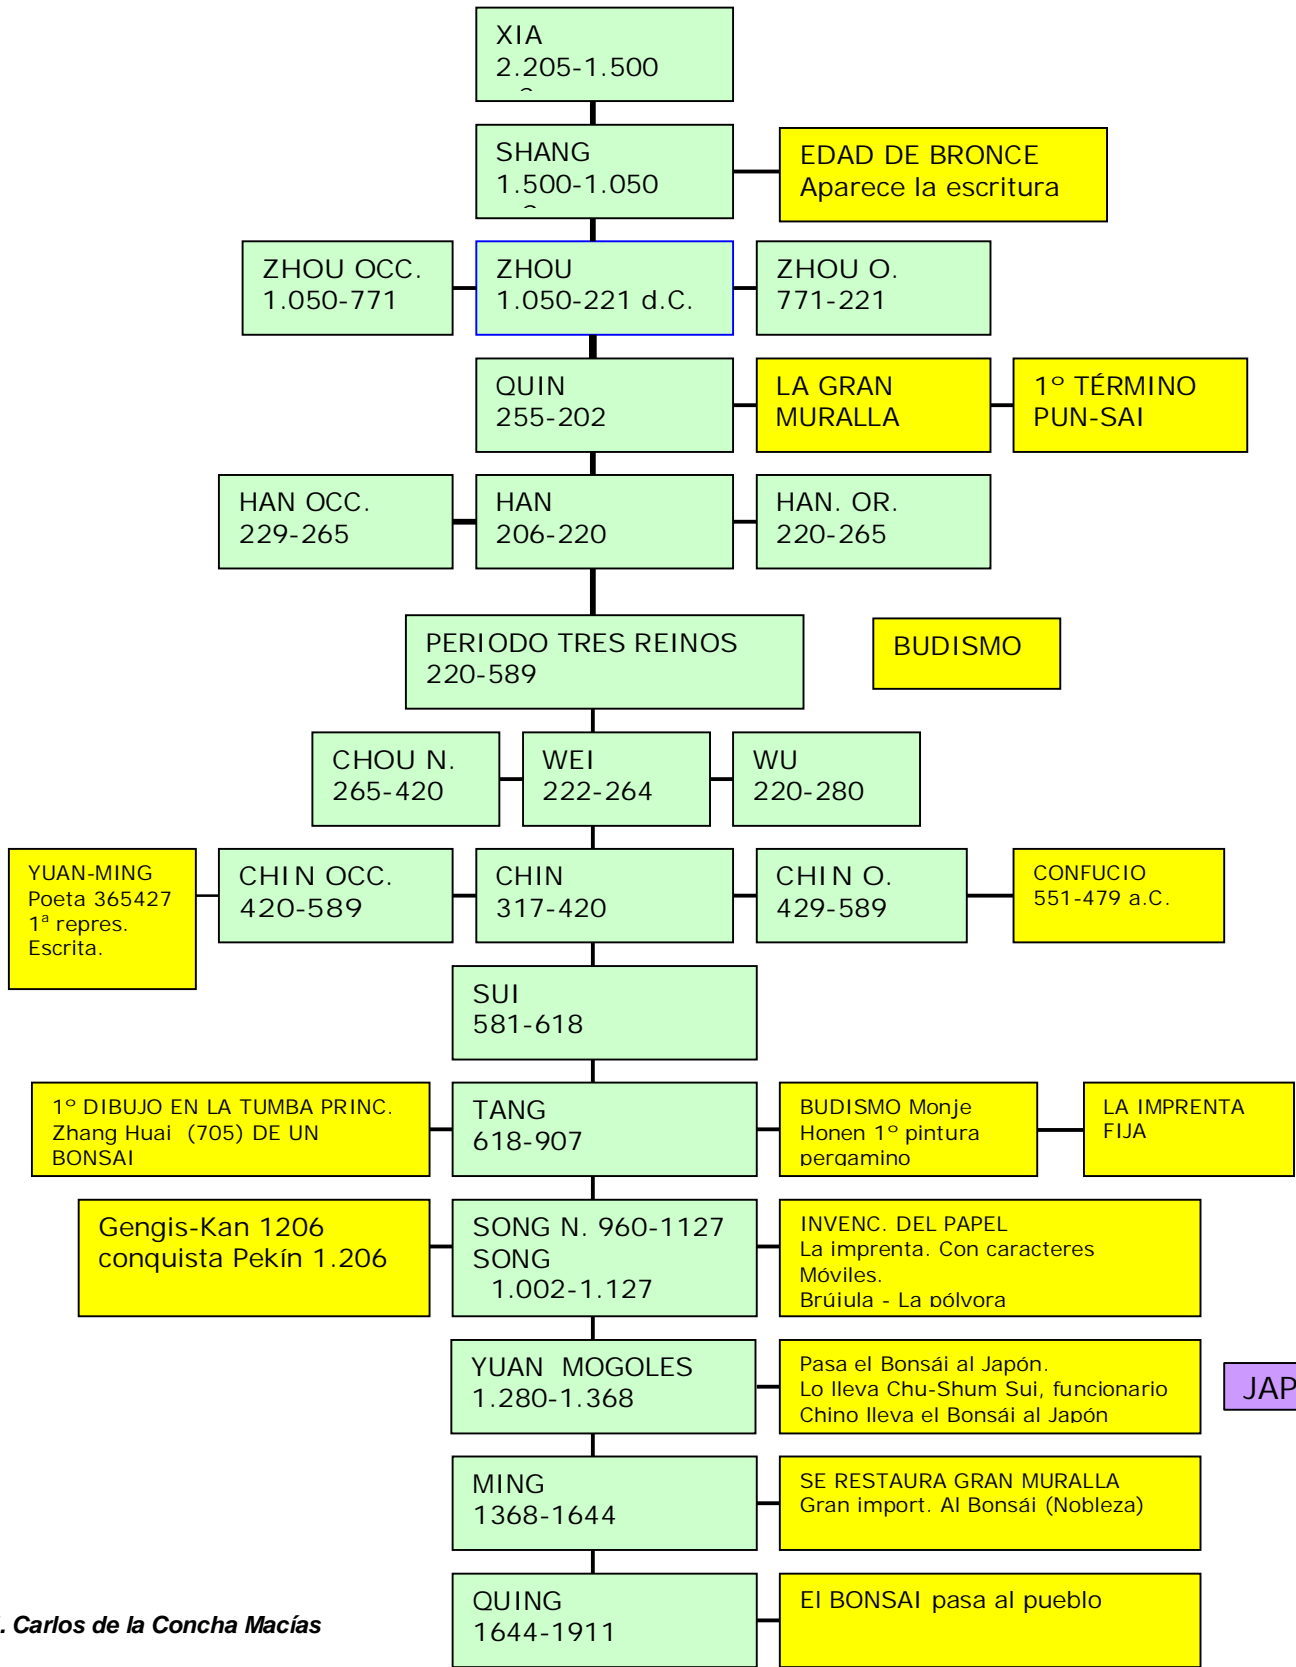 XIA
2.205-1.500
SHANG
1.500-1.050
EDAD DE BRONCE
Aparece la escritura
ZHOU OCC.
1.050-771
ZHOU
1.050-221 d.C.
ZHOU O.
771-221
QUIN
255-202
LA GRAN
MURALLA
1º TÉRMINO
PUN-SAI
HAN OCC.
229-265
HAN
206-220
HAN. OR.
220-265
PERIODO TRES REINOS
220-589
BUDISMO
CHOU N.
265-420
WEI
222-264
WU
220-280
YUAN-MING
Poeta 365427
1ª repres.
Escrita.
CHIN OCC.
420-589
CHIN
317-420
CHIN O.
429-589
CONFUCIO
551-479 a.C.
SUI
581-618
1º DIBUJO EN LA TUMBA PRINC.
Zhang Huai (705) DE UN
BONSAI
TANG
618-907
BUDISMO Monje
Honen 1º pintura
pergamino
LA IMPRENTA
FIJA
Gengis-Kan 1206
conquista Pekín 1.206
SONG N. 960-1127
SONG
1.002-1.127
INVENC. DEL PAPEL
La imprenta. Con caracteres
Móviles.
Brújula - La pólvora
YUAN MOGOLES
1.280-1.368
Pasa el Bonsái al Japón.
Lo lleva Chu-Shum Sui, funcionario
Chino lleva el Bonsái al Japón
JAP
MING
1368-1644
SE RESTAURA GRAN MURALLA
Gran import. Al Bonsái (Nobleza)
QUING
1644-1911
El BONSAI pasa al pueblo
. Carlos de la Concha Macías